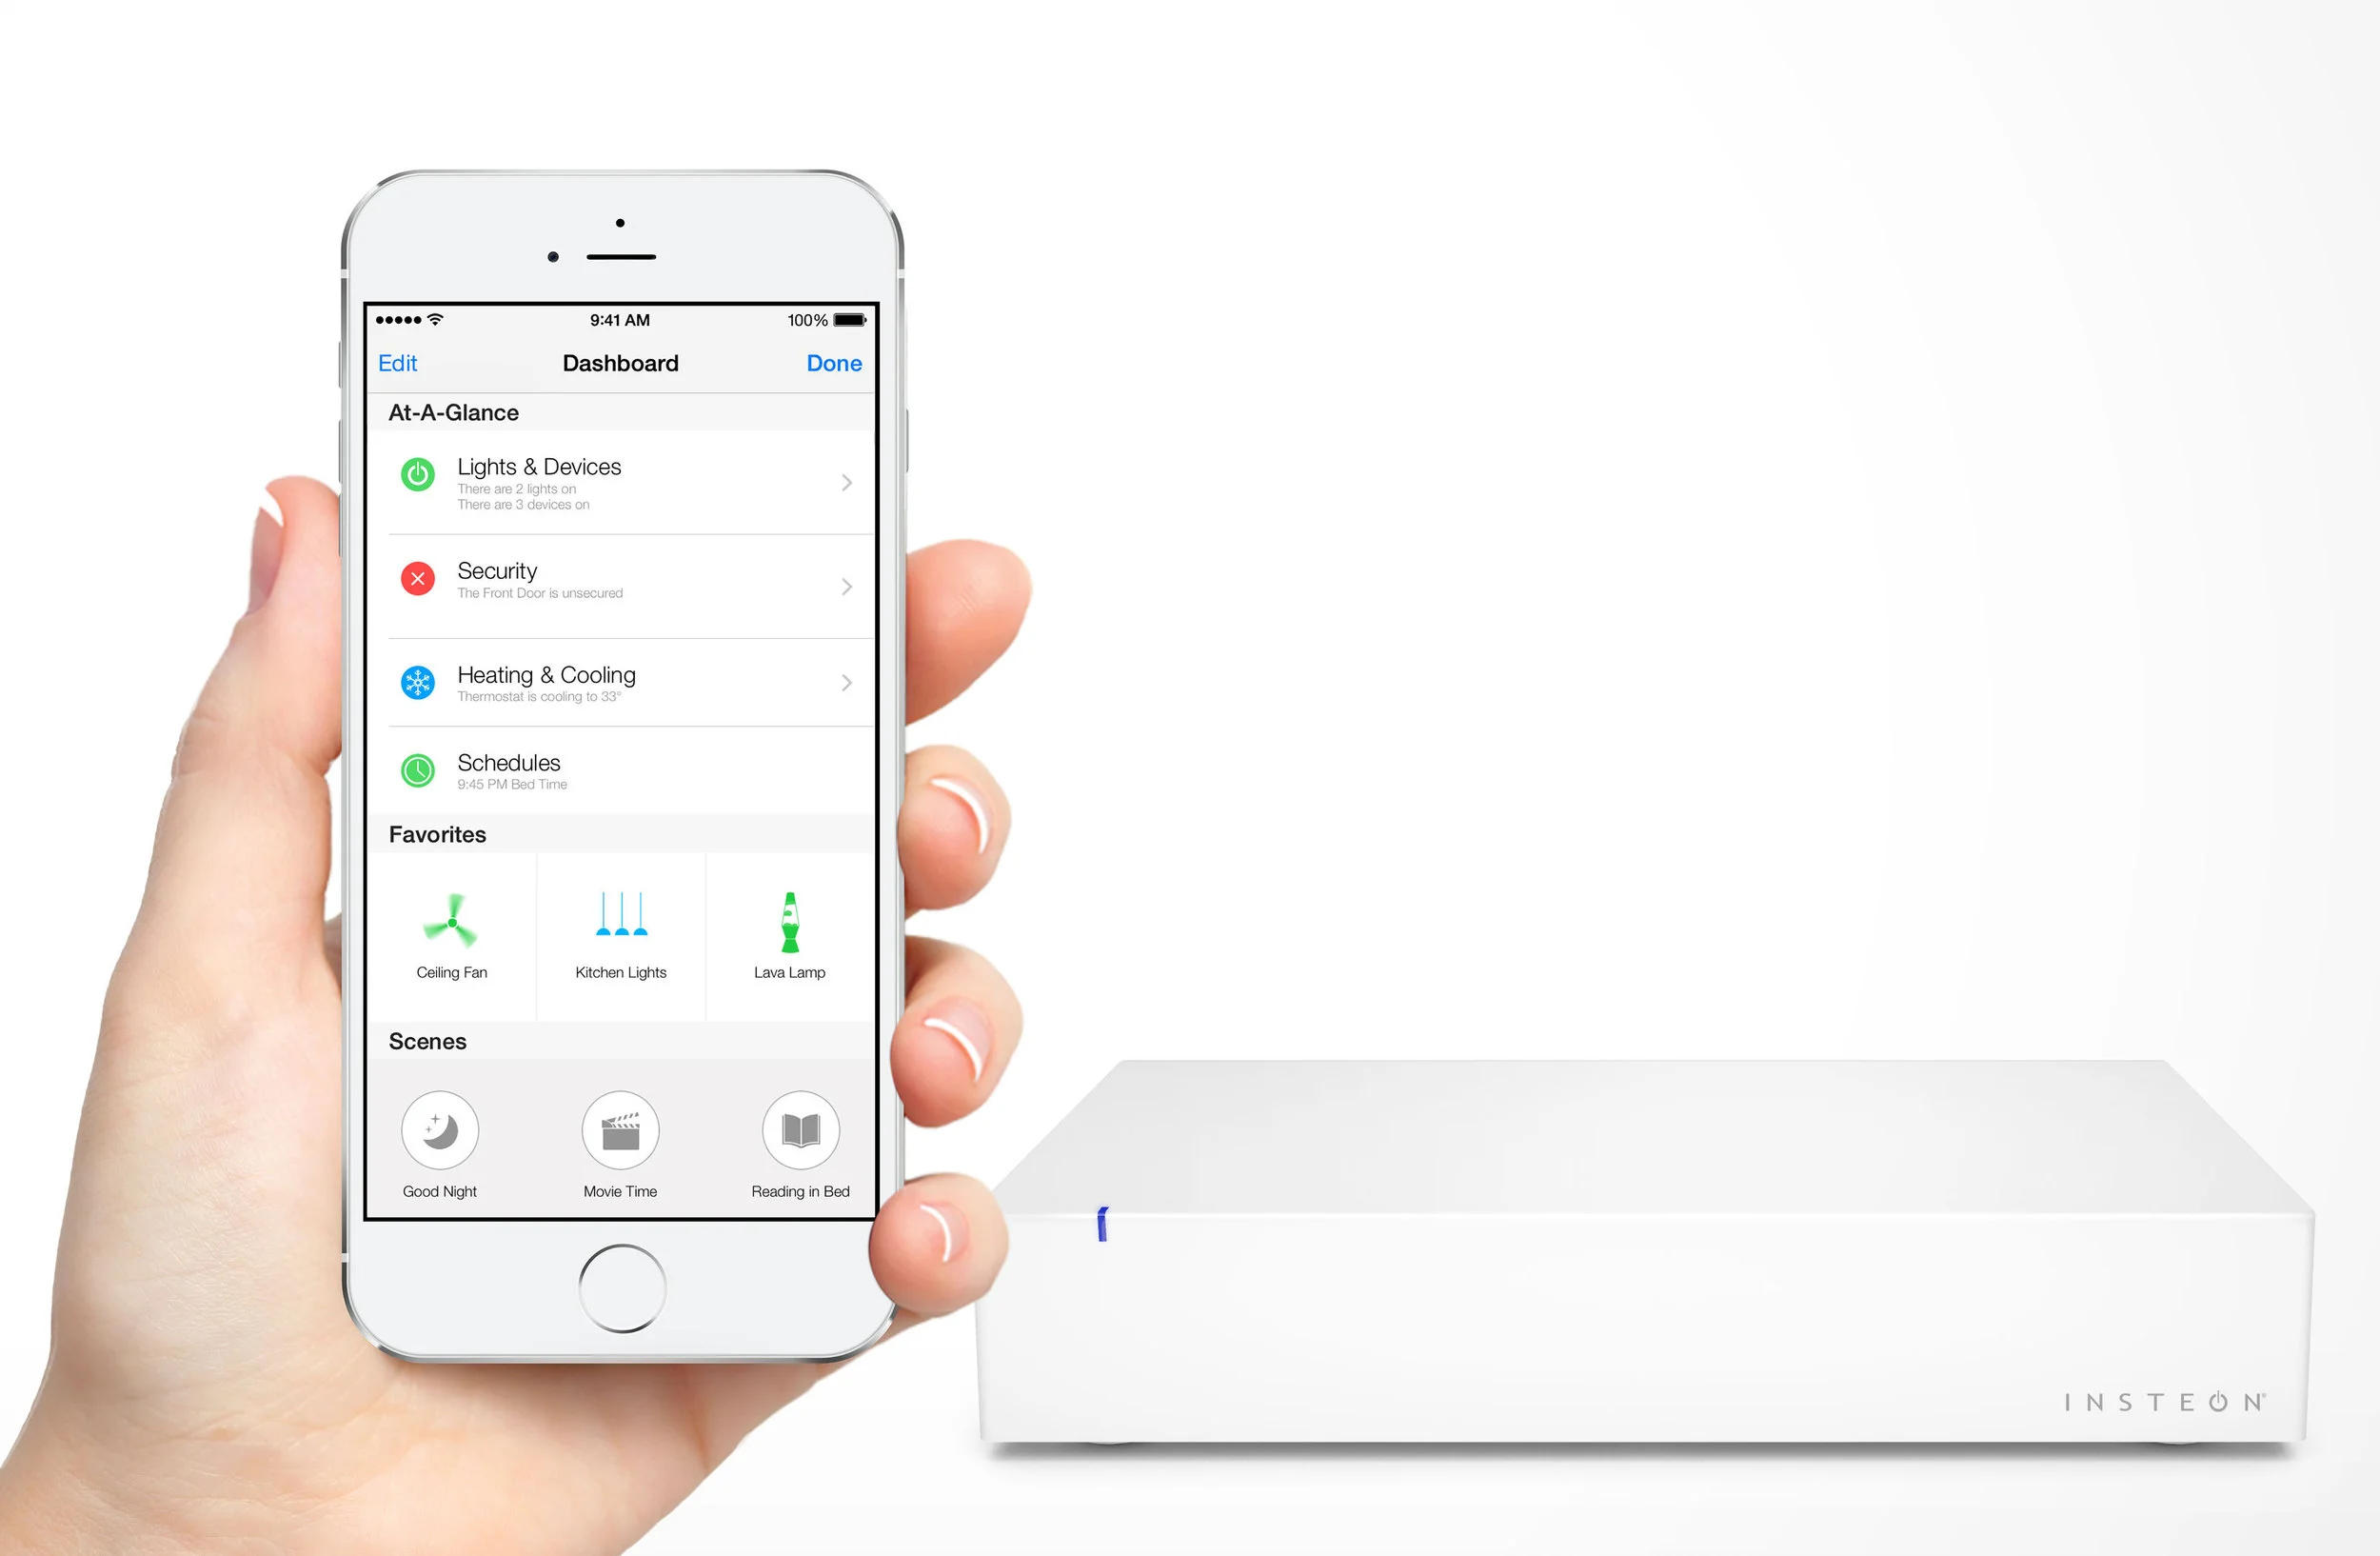 9:41 AM
100%
Edit
Dashboard
Done
At-A-Glance
Lights & Devices
There are 2 lights on
There are 3 devices on
Security
The Front Door is unsecured
Heating & Cooling
Thermostat is cooling to 33°
Schedules
9:45 PM Bed Time
Favorites
Ceiling Fan
Kitchen Lights
Lava Lamp
Scenes
Good Night
Movie Time
Reading in Bed
INSTEON®